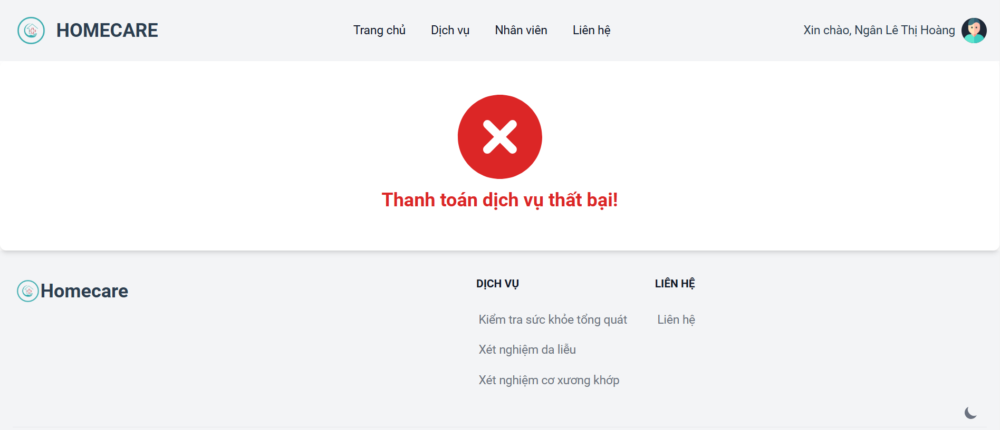 HOMECARE
Trang chủ
Dịch vụ
Nhân viên
Liên hệ
Xin chào, Ngân Lê Thị Hoàng
Thanh toán dịch vụ thất bại!
Homecare
DỊCH VỤ
Kiểm tra sức khỏe tổng quát
Xét nghiệm da liễu
Xét nghiệm cơ xương khớp
LIÊN HỆ
Liên hệ